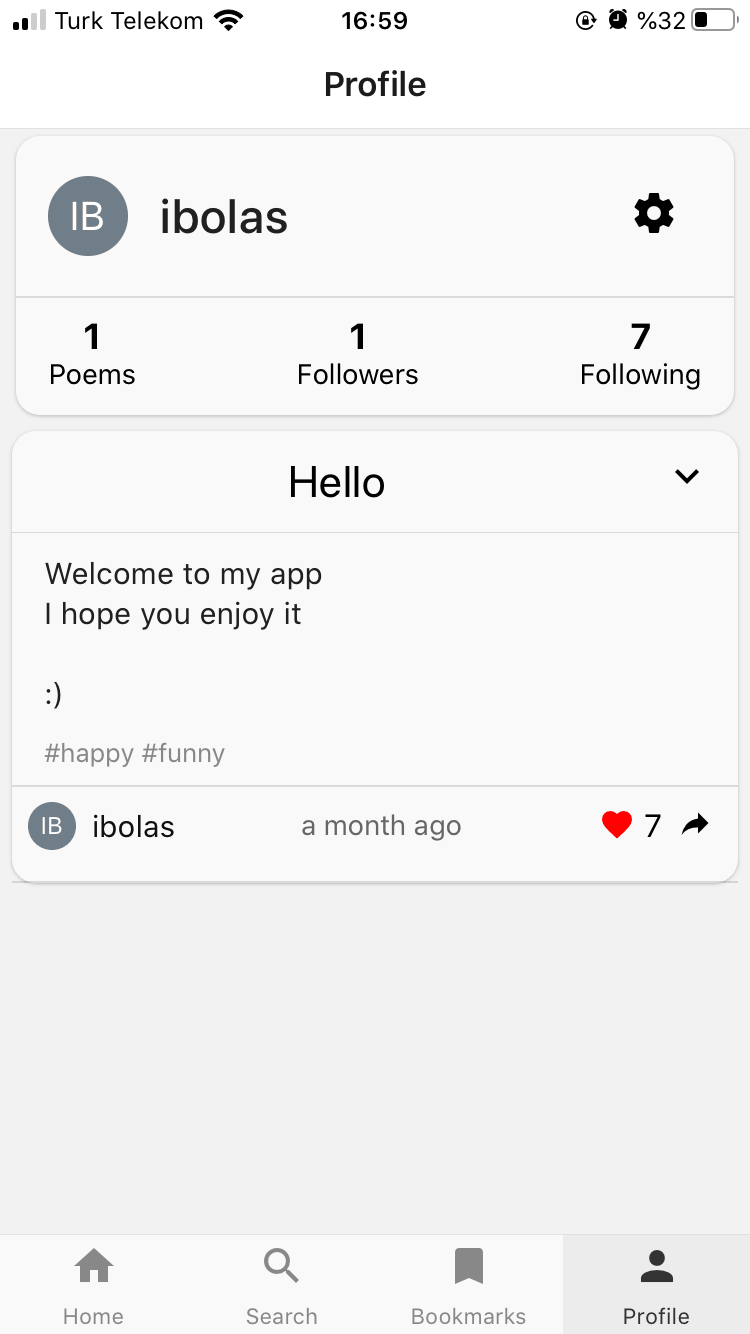 Turk Telekom 16:59 %32
Profile
IB ibolas
1 1 7
Poems Followers Following
Hello
Welcome to my app
I hope you enjoy it
:)
#happy #funny
IB ibolas a month ago 7
Home Search Bookmarks Profile